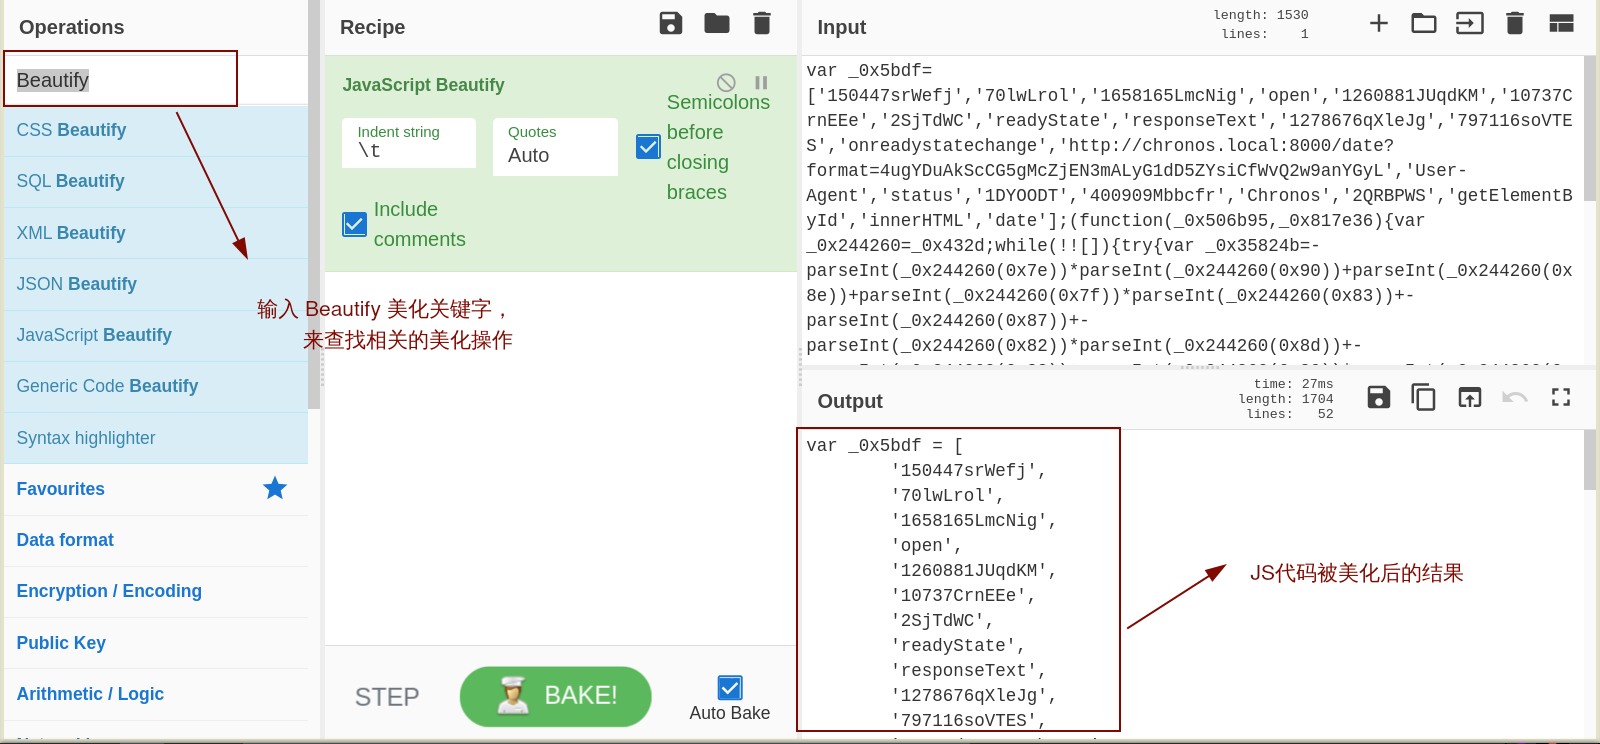 Operations
Beautify
CSS Beautify
SQL Beautify
XML Beautify
JSON Beautify
JavaScript Beautify
Generic Code Beautify
Syntax highlighter
Favourites
Data format
Encryption / Encoding
Public Key
Arithmetic / Logic
输入 Beautify 美化关键字，
来查找相关的美化操作
Recipe
JavaScript Beautify
Indent string
\t
Quotes
Auto
Semicolons
before
closing
braces
Include
comments
STEP
BAKE!
Auto Bake
Input
length: 1530
lines: 1
var _0x5bdf=
['150447srWefj','70lwLrol','1658165LmcNig','open','1260881JUqdKM','10737C
rnEEe','2SjTdWC','readyState','responseText','1278676qXleJg','797116soVTE
S','onreadystatechange','http://chronos.local:8000/date?
format=4ugYDuAkScCG5gMcZjEN3mALyG1dD5ZYsiCfWvQ2w9anYGyL','User-
Agent','status','1DYOODT','400909Mbbcfr','Chronos','2QRBPWS','getElementB
yId','innerHTML','date'];(function(_0x506b95,_0x817e36){var
_0x244260=_0x432d;while(!![]){try{var _0x35824b=-
parseInt(_0x244260(0x7e))*parseInt(_0x244260(0x90))+parseInt(_0x244260(0x
8e))+parseInt(_0x244260(0x7f))*parseInt(_0x244260(0x83))+-
parseInt(_0x244260(0x87))+-
parseInt(_0x244260(0x82))*parseInt(_0x244260(0x8d))+-
Output
time: 27ms
length: 1704
lines: 52
var _0x5bdf = [
'150447srWefj',
'70lwLrol',
'1658165LmcNig',
'open',
'1260881JUqdKM',
'10737CrnEEe',
'2SjTdWC',
'readyState',
'responseText',
'1278676qXleJg',
'797116soVTES',
JS代码被美化后的结果